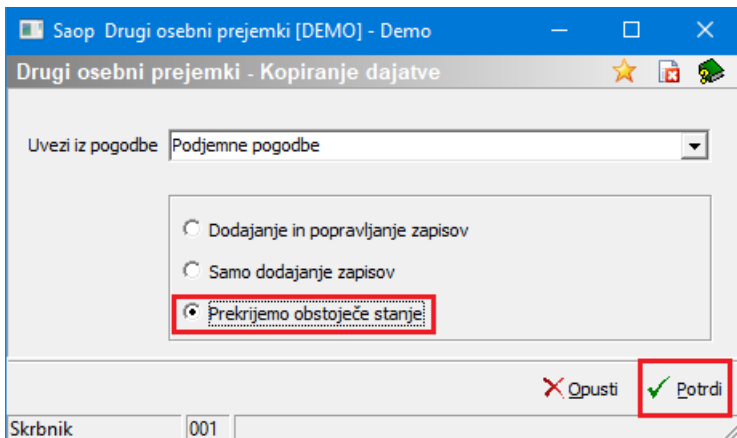 Saop Drugi osebni prejemki [DEMO] - Demo
Drugi osebni prejemki - Kopiranje dajatve
Uvezi iz pogodbe Podjemne pogodbe
Dodajanje in popravljanje zapisov
Samo dodajanje zapisov
Prekrijemo obstoječe stanje
Opusti Potrdi
Skrbnik 001